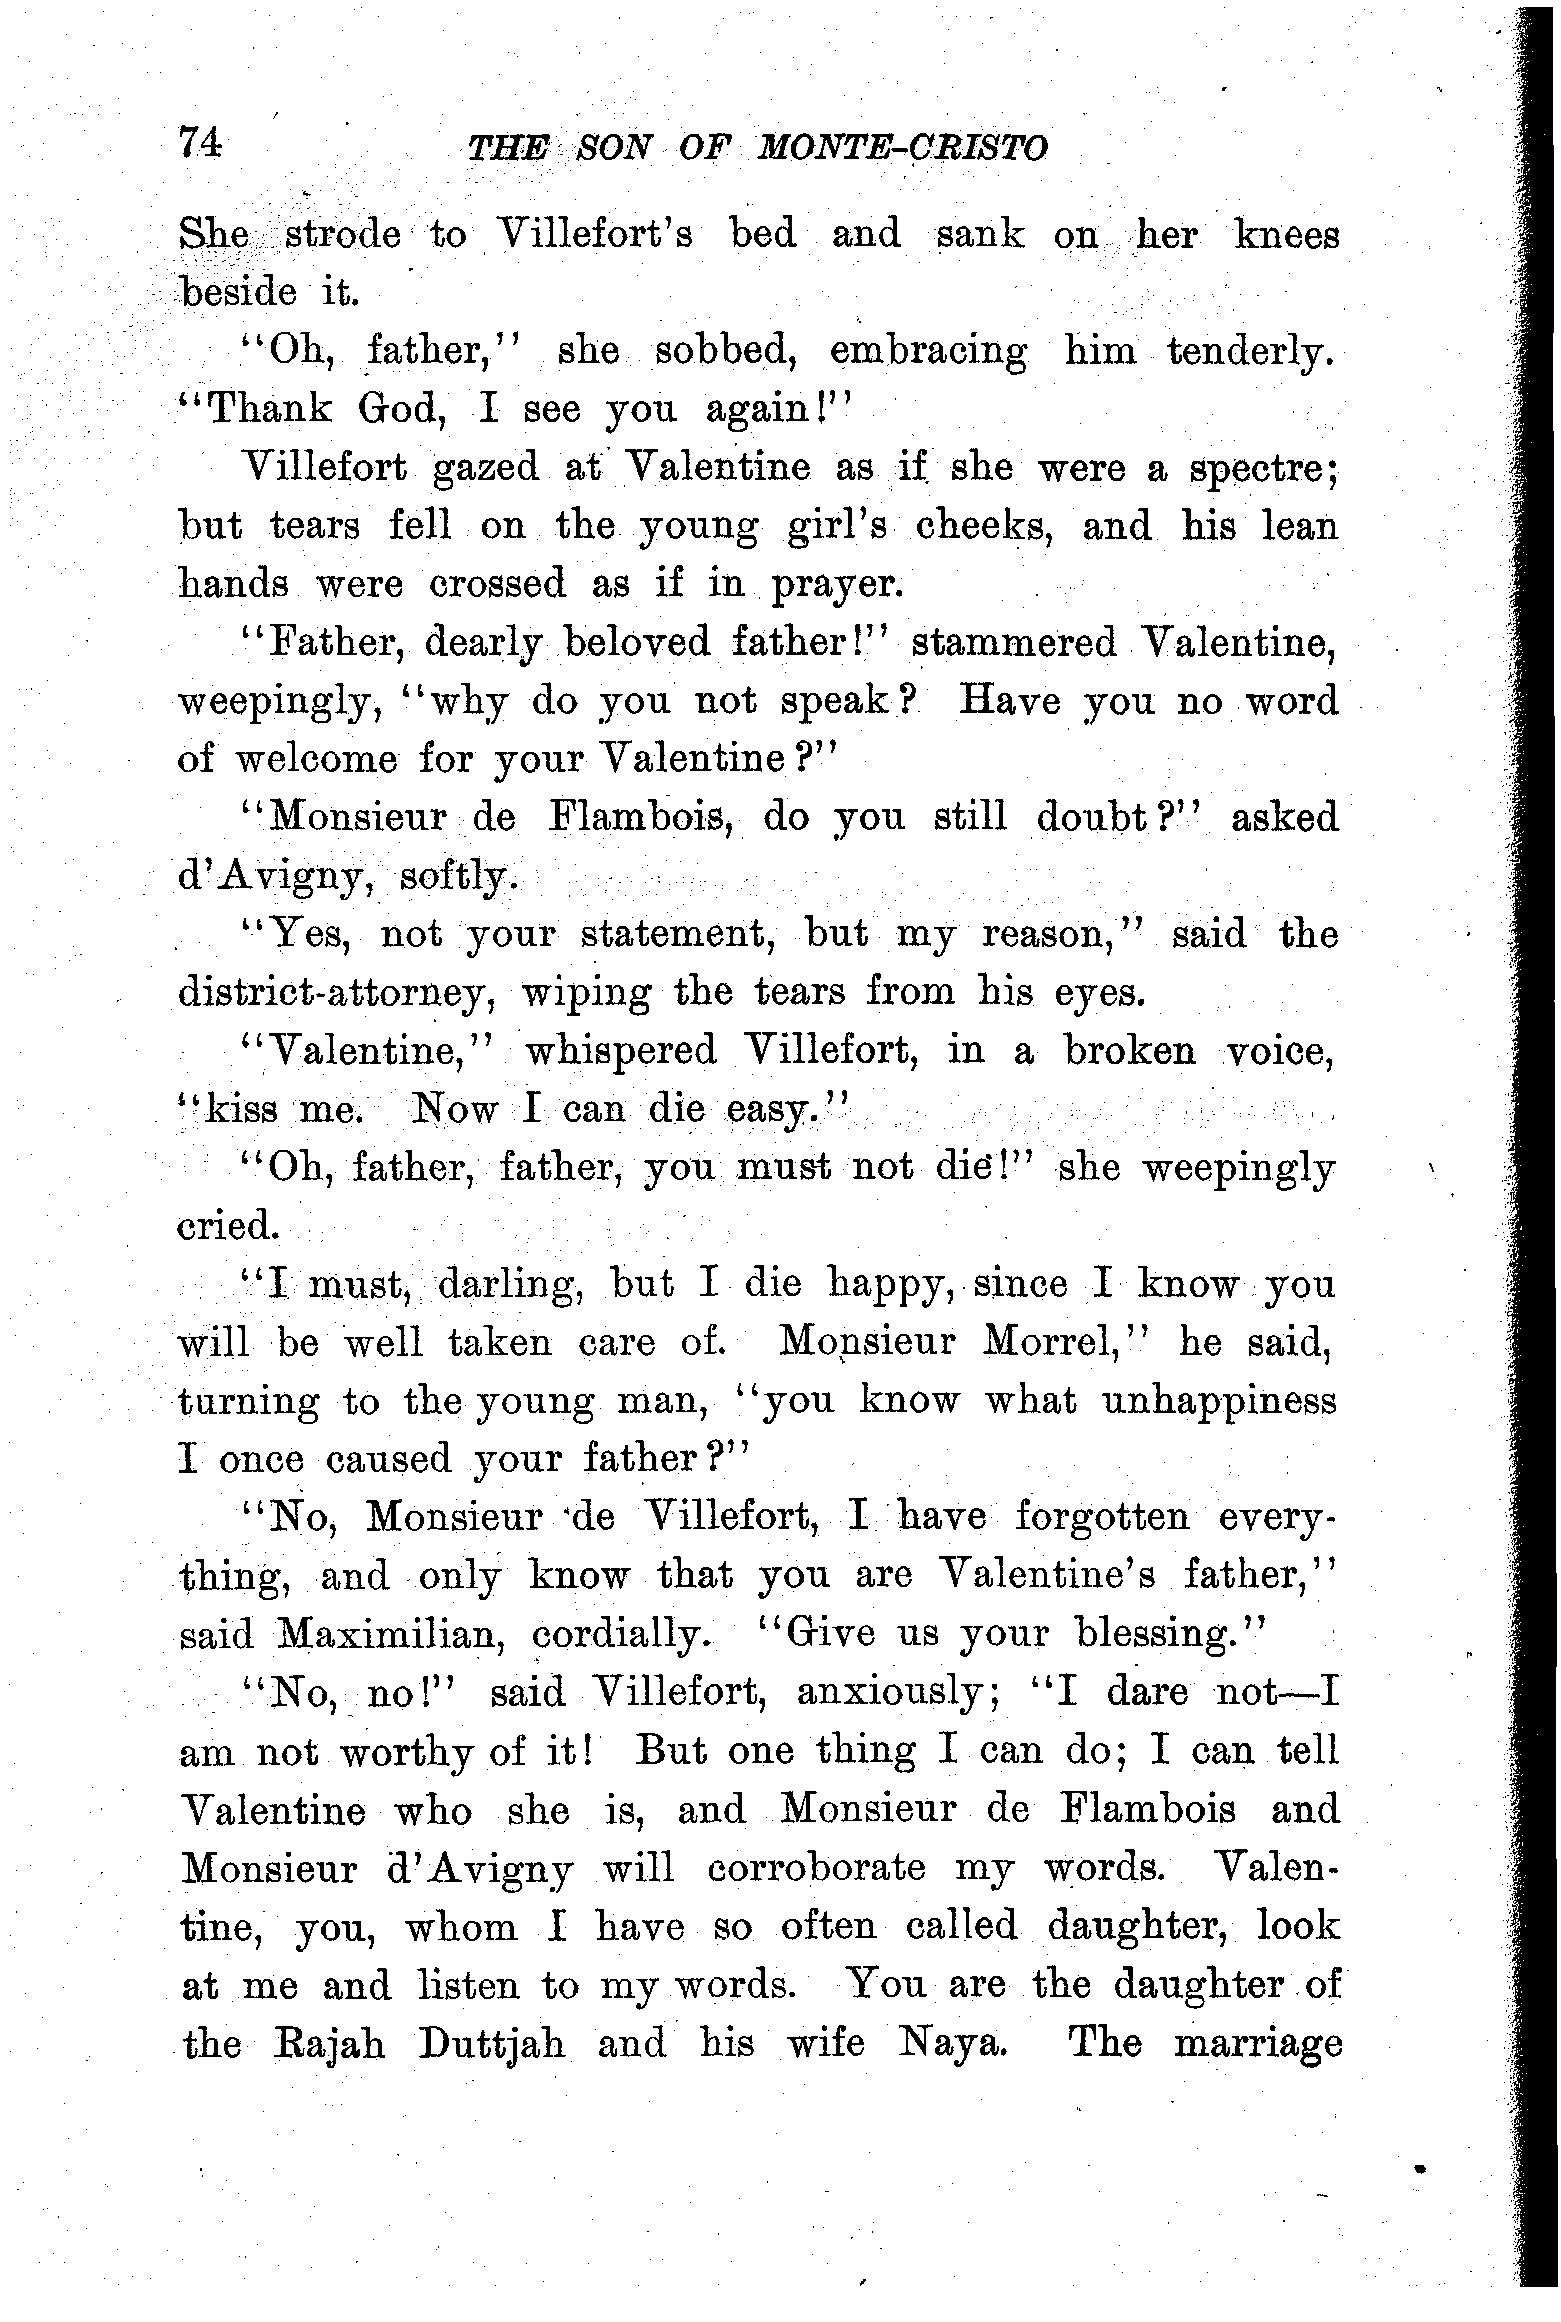 74 THE SON OF MONTE-CRISTO
She strode to Villefort's bed and sank on her knees
beside it.
"Oh, father," she sobbed, embracing him tenderly.
"Thank God, I see you again!"
Villefort gazed at Valentine as if she were a spectre;
but tears fell on the young girl's cheeks, and his lean
hands were crossed as if in prayer.
"Father, dearly beloved father!" stammered Valentine,
weepingly, "why do you not speak? Have you no word
of welcome for your Valentine?"
"Monsieur de Flambois, do you still doubt?" asked
d'Avigny, softly.
"Yes, not your statement, but my reason," said the
district-attorney, wiping the tears from his eyes.
"Valentine," whispered Villefort, in a broken voice,
"kiss me. Now I can die easy."
"Oh, father, father, you must not die!" she weepingly
cried.
"I must, darling, but I die happy, since I know you
will be well taken care of. Monsieur Morrel," he said,
turning to the young man, "you know what unhappiness
I once caused your father?"
"No, Monsieur de Villefort, I have forgotten every-
thing, and only know that you are Valentine's father,"
said Maximilian, cordially. "Give us your blessing."
"No, no!" said Villefort, anxiously; "I dare not—I
am not worthy of it! But one thing I can do; I can tell
Valentine who she is, and Monsieur de Flambois and
Monsieur d'Avigny will corroborate my words. Valen-
tine, you, whom I have so often called daughter, look
at me and listen to my words. You are the daughter of
the Rajah Duttjah and his wife Naya. The marriage